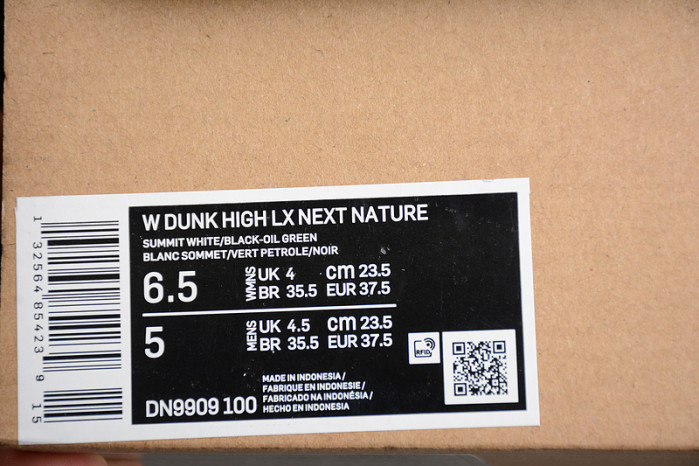 W DUNK HIGH LX NEXT NATURE
SUMMIT WHITE/BLACK-OIL GREEN
BLANC SOMMET/VERT PETROLE/NOIR
6.5 WMNS UK 4 cm 23.5
BR 35.5 EUR 37.5
5 MENS UK 4.5 cm 23.5
BR 35.5 EUR 37.5
RFID
MADE IN INDONESIA/
FABRIQUE EN INDONESIE/
FABRICADO NA INDONÉSIA/
HECHO EN INDONESIA
DN9909 100
1 32564 85423 9 15